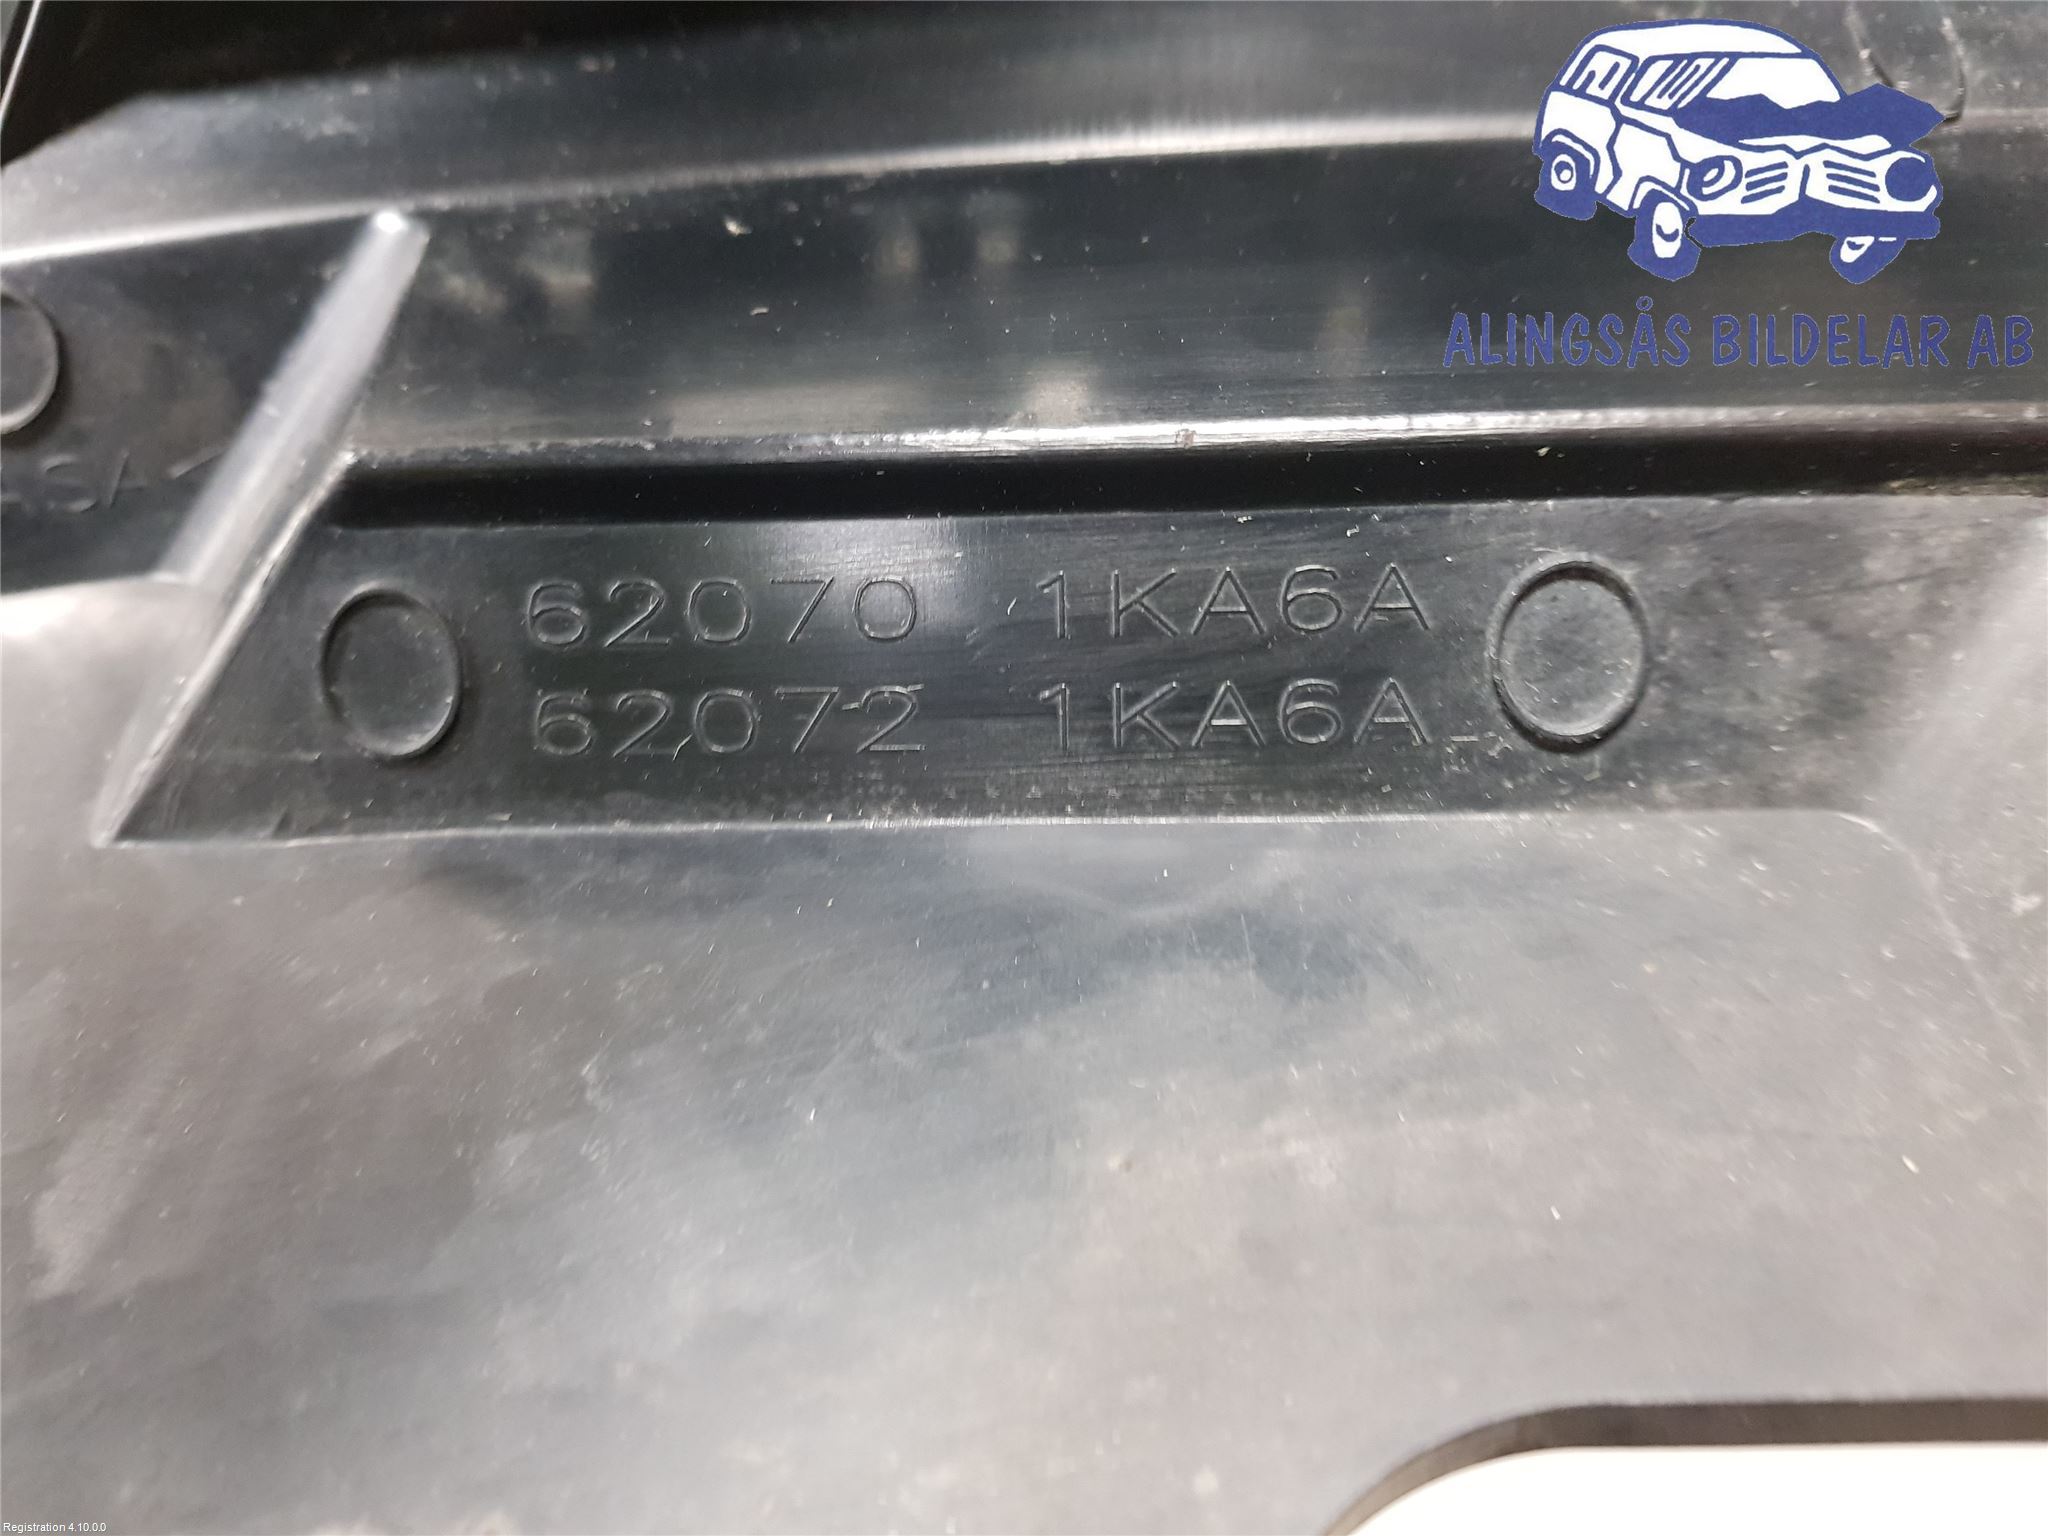 ALINGSÅS BILDELAR AB
62070 1KA6A
62072 1KA6A
Registration 4.10.0.0